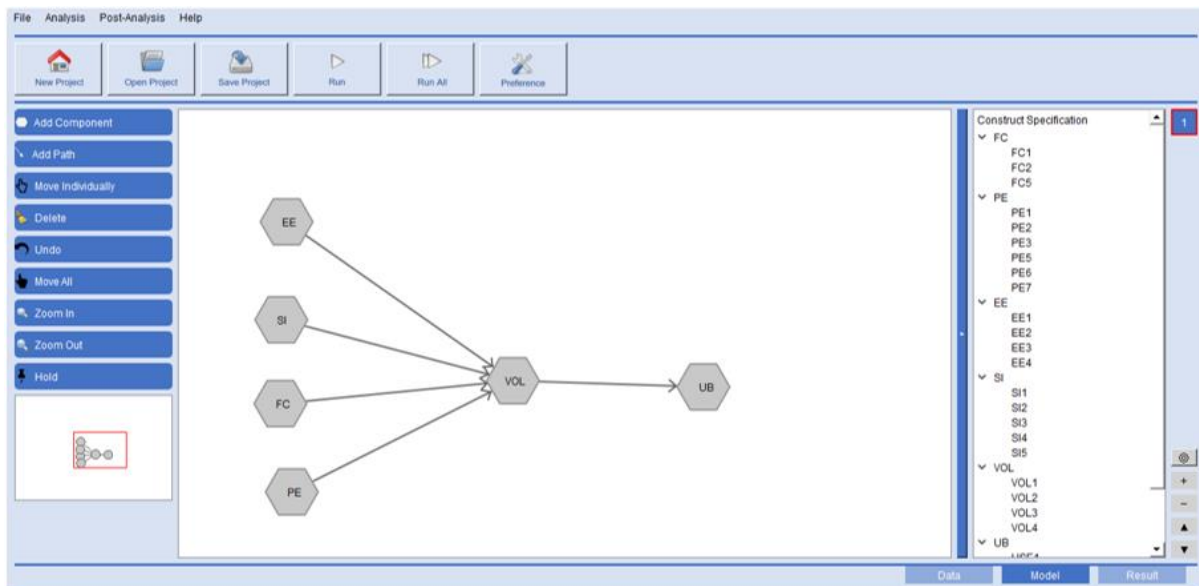 File Analysis Post-Analysis Help
New Project Open Project Save Project Run Run All Preference
Add Component
Add Path
Move Individually
Delete
Undo
Move All
Zoom In
Zoom Out
Hold
EE
SI
FC
PE
VOL
UB
Construct Specification
FC
FC1
FC2
FC5
PE
PE1
PE2
PE3
PE5
PE6
PE7
EE
EE1
EE2
EE3
EE4
SI
SI1
SI2
SI3
SI4
SI5
VOL
VOL1
VOL2
VOL3
VOL4
UB
1
Data Model Result